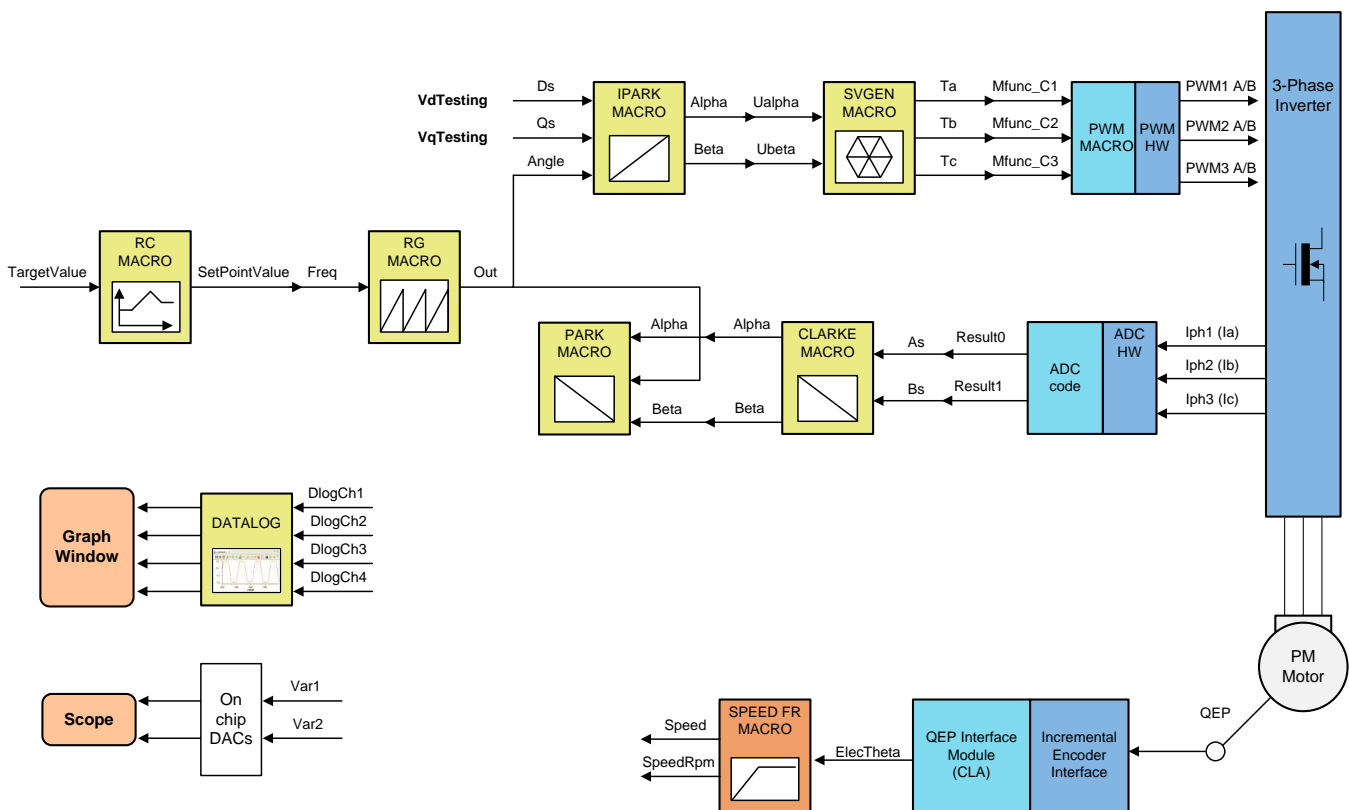 VdTesting
VqTesting
Ds
Qs
Angle
IPARK
MACRO
Alpha
Ualpha
Beta
Ubeta
SVGEN
MACRO
Ta
Mfunc_C1
Tb
Mfunc_C2
Tc
Mfunc_C3
PWM
MACRO
PWM
HW
PWM1 A/B
PWM2 A/B
PWM3 A/B
3-Phase
Inverter
TargetValue
RC
MACRO
SetPointValue
Freq
RG
MACRO
Out
PARK
MACRO
Alpha
Alpha
Beta
Beta
CLARKE
MACRO
As
Result0
Bs
Result1
ADC
code
ADC
HW
Iph1 (Ia)
Iph2 (Ib)
Iph3 (Ic)
Graph
Window
DATALOG
DlogCh1
DlogCh2
DlogCh3
DlogCh4
Scope
On
chip
DACs
Var1
Var2
Speed
SpeedRpm
SPEED FR
MACRO
ElecTheta
QEP Interface
Module
(CLA)
Incremental
Encoder
Interface
QEP
PM
Motor